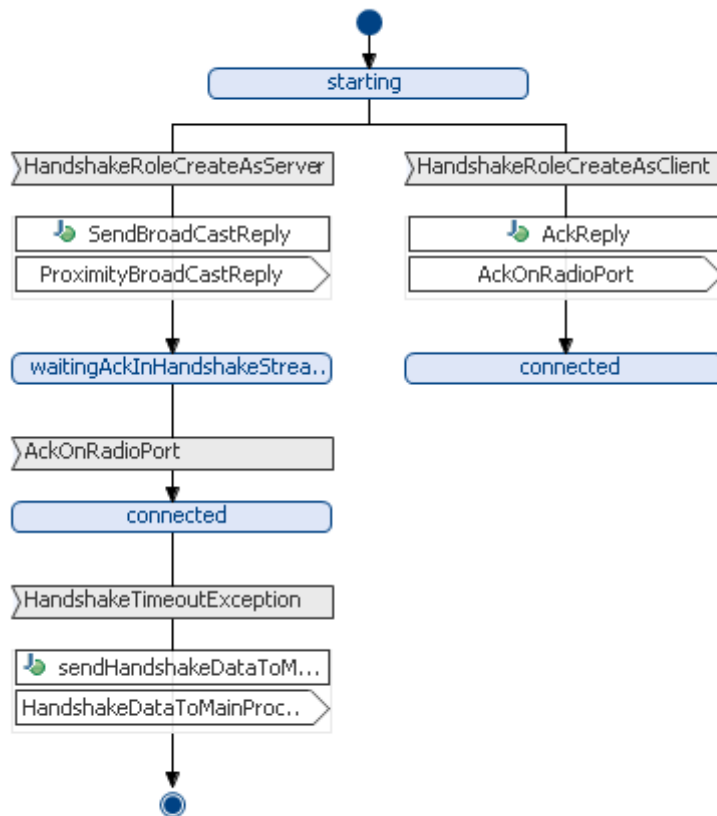 starting
HandshakeRoleCreateAsServer
HandshakeRoleCreateAsClient
SendBroadCastReply
AckReply
ProximityBroadCastReply
AckOnRadioPort
waitingAckInHandshakeStrea..
connected
AckOnRadioPort
connected
HandshakeTimeoutException
sendHandshakeDataToM...
HandshakeDataToMainProc..